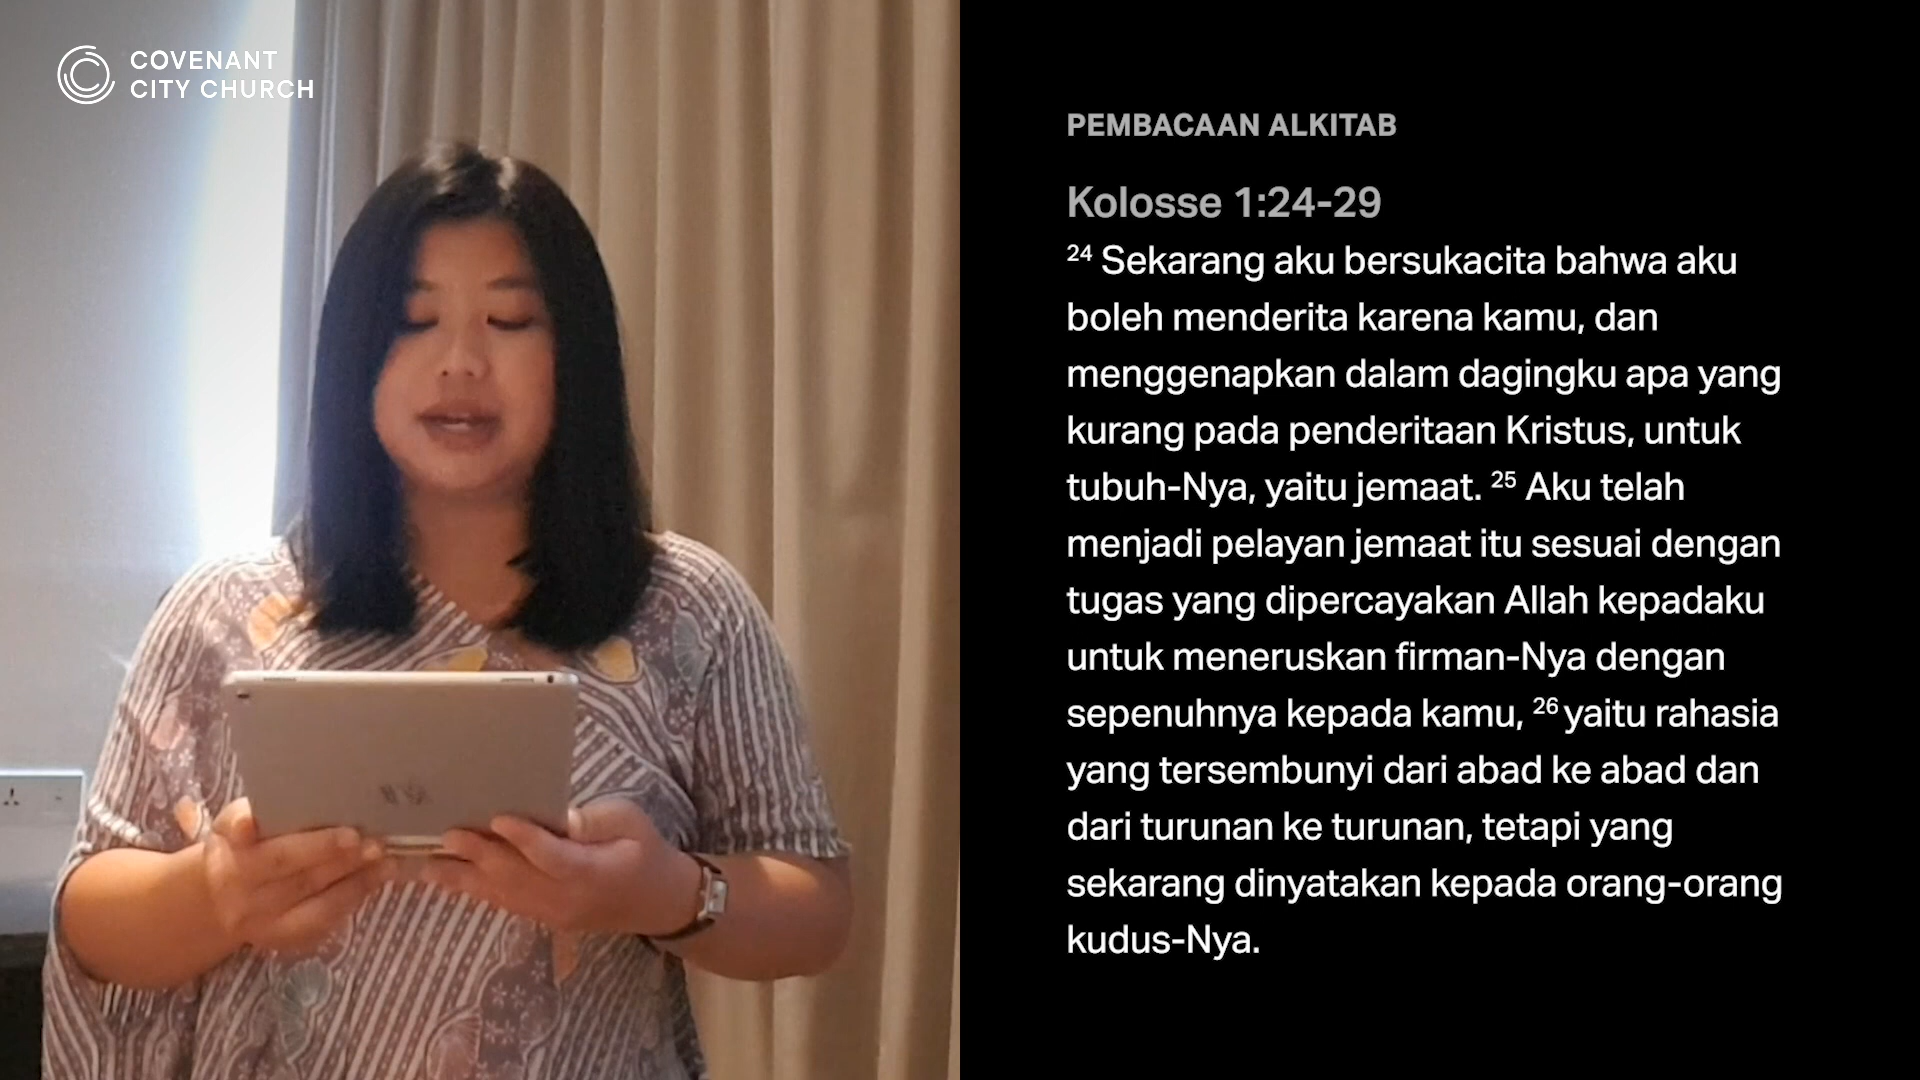 COVENANT
CITY CHURCH
PEMBACAAN ALKITAB
Kolosse 1:24-29
24 Sekarang aku bersukacita bahwa aku
boleh menderita karena kamu, dan
menggenapkan dalam dagingku apa yang
kurang pada penderitaan Kristus, untuk
tubuh-Nya, yaitu jemaat. 25 Aku telah
menjadi pelayan jemaat itu sesuai dengan
tugas yang dipercayakan Allah kepadaku
untuk meneruskan firman-Nya dengan
sepenuhnya kepada kamu, 26 yaitu rahasia
yang tersembunyi dari abad ke abad dan
dari turunan ke turunan, tetapi yang
sekarang dinyatakan kepada orang-orang
kudus-Nya.